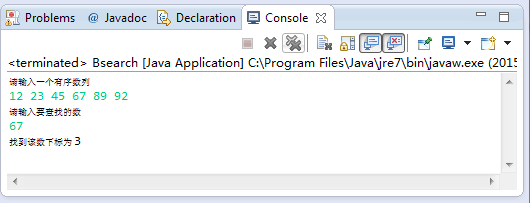 Problems @ Javadoc Declaration Console
<terminated> Bsearch [Java Application] C:\Program Files\Java\jre7\bin\javaw.exe (2015
请输入一个有序数列
12 23 45 67 89 92
请输入要查找的数
67
找到该数下标为 3